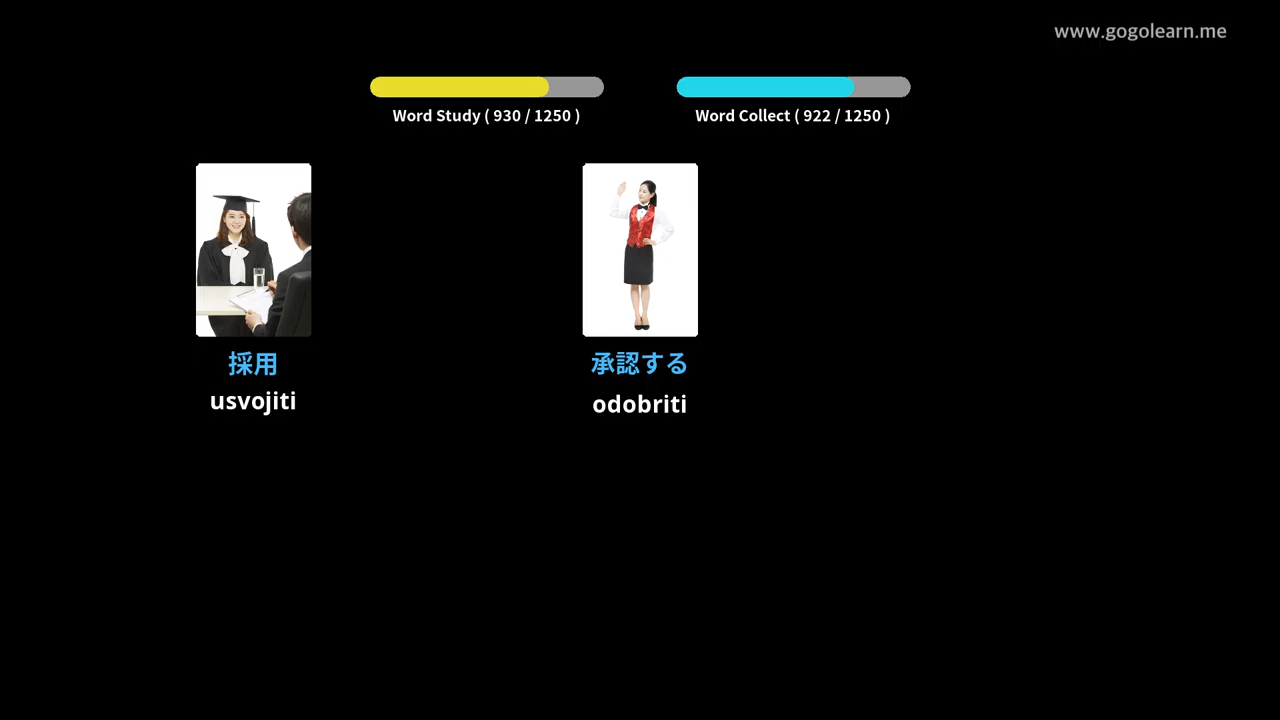 www.gogolearn.me
Word Study ( 930 / 1250 )
Word Collect ( 922 / 1250 )
採用
usvojiti
承認する
odobriti